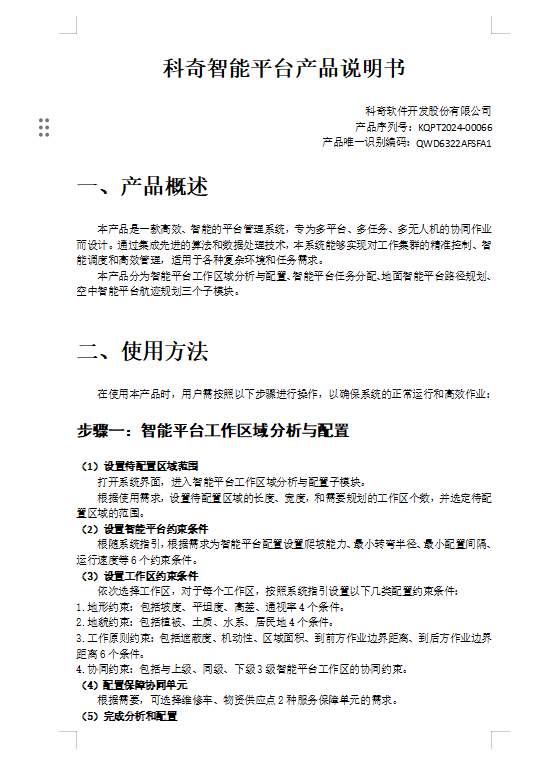 科奇智能平台产品说明书
科奇软件开发股份有限公司
产品序列号：KQPT2024-00066
产品唯一识别编码：QWD6322AFSFA1
一、产品概述
本产品是一款高效、智能的平台管理系统，专为多平台、多任务、多无人机的协同作业
而设计。通过集成先进的算法和数据处理技术，本系统能够实现对工作集群的精准控制、智
能调度和高效管理，适用于各种复杂环境和任务需求。
本产品分为智能平台工作区域分析与配置、智能平台任务分配、地面智能平台路径规划、
空中智能平台航迹规划三个子模块。
二、使用方法
在使用本产品时，用户需按照以下步骤进行操作，以确保系统的正常运行和高效作业：
步骤一：智能平台工作区域分析与配置
（1）设置待配置区域范围
打开系统界面，进入智能平台工作区域分析与配置子模块。
根据使用需求，设置待配置区域的长度、宽度，和需要规划的工作区个数，并选定待配
置区域的范围。
（2）设置智能平台约束条件
根随系统指引，根据需求为智能平台配置设置爬坡能力、最小转弯半径、最小配置间隔、
运行速度等 6 个约束条件。
（3）设置工作区约束条件
依次选择工作区，对于每个工作区，按照系统指引设置以下几类配置约束条件：
1.地形约束：包括坡度、平坦度、高差、通视率 4 个条件。
2.地貌约束：包括植被、土质、水系、居民地 4 个条件。
3.工作原则约束：包括遮蔽度、机动性、区域面积、到前方作业边界距离、到后方作业边界
距离 6 个条件。
4.协同约束：包括与上级、同级、下级 3 级智能平台工作区的协同约束。
（4）配置保障协同单元
根据需要，可选择维修车、物资供应点 2 种服务保障单元的需求。
（5）完成分析和配置